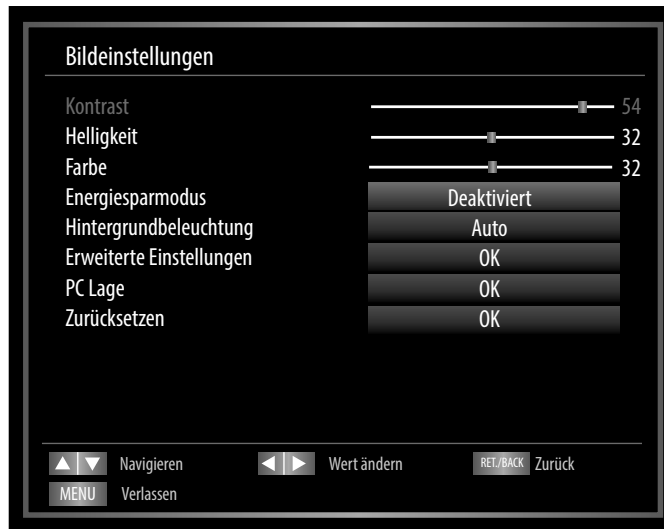 Bildeinstellungen
Kontrast 54
Helligkeit 32
Farbe 32
Energiesparmodus Deaktiviert
Hintergrundbeleuchtung Auto
Erweiterte Einstellungen OK
PC Lage OK
Zurücksetzen OK
Navigieren Wert ändern RET./BACK Zurück
MENU Verlassen